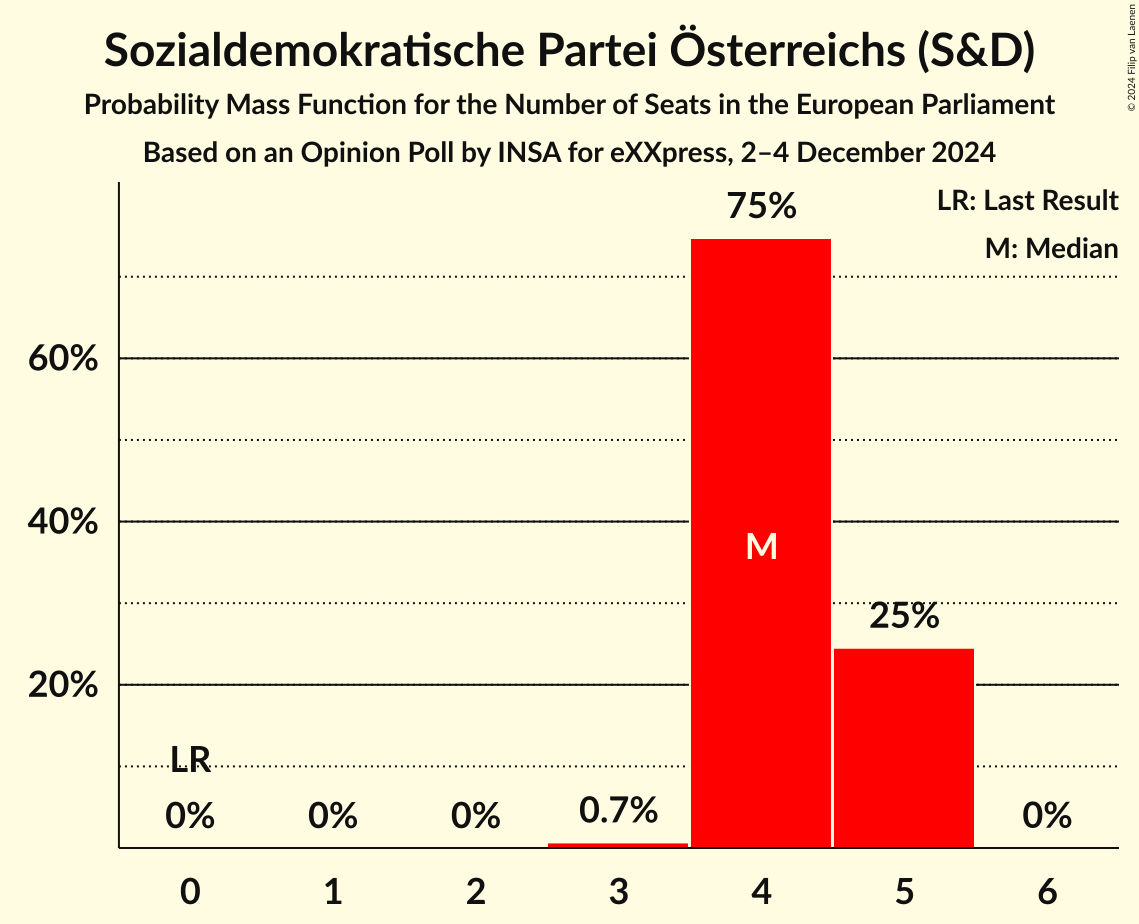 Sozialdemokratische Partei Österreichs (S&D)
Probability Mass Function for the Number of Seats in the European Parliament
Based on an Opinion Poll by INSA for eXXpress, 2–4 December 2024
© 2024 Filip van Laenen
LR: Last Result
M: Median
75%
60%
40%
M
25%
20%
LR
0%
0%
0%
0.7%
0%
0
1
2
3
4
5
6